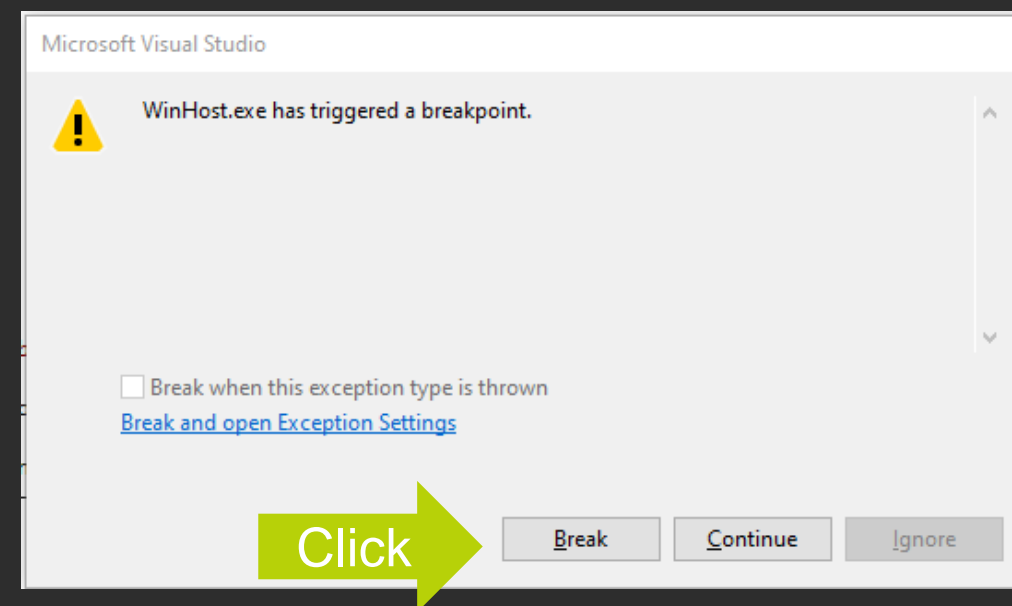 Microsoft Visual Studio
WinHost.exe has triggered a breakpoint.
Break when this exception type is thrown
Break and open Exception Settings
Click
Break Continue Ignore